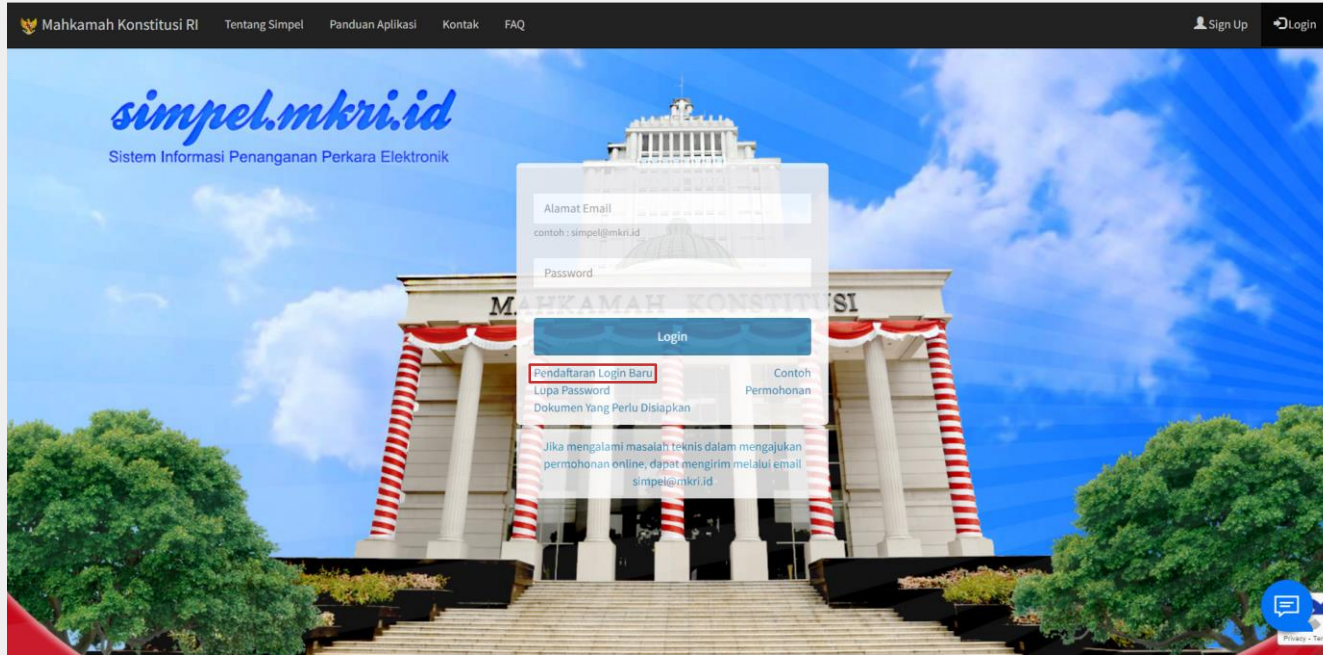 Mahkamah Konstitusi RI Tentang Simpel Panduan Aplikasi Kontak FAQ Sign Up Login
simpel.mkri.id
Sistem Informasi Penanganan Perkara Elektronik
Alamat Email
contoh : simpel@mkri.id
Password
MAHKAMAH KONSTITUSI
Login
Pendaftaran Login Baru Contoh
Lupa Password Permohonan
Dokumen Yang Perlu Disiapkan
Jika mengalami masalah teknis dalam mengajukan
permohonan online, dapat mengirim melalui email
simpel@mkri.id
Privacy - Ter